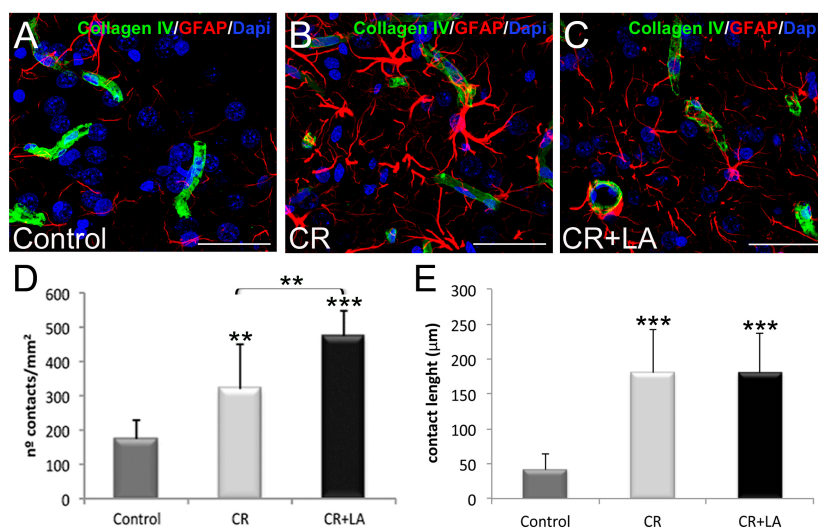 A
Collagen IV/GFAP/Dapi
Control
B
Collagen IV/GFAP/Dapi
CR
C
Collagen IV/GFAP/Dapi
CR+LA
D
nº contacts/mm²
600
500
400
300
200
100
0
**
**
***
Control
CR
CR+LA
E
contact lenght (µm)
300
250
200
150
100
50
0
***
***
Control
CR
CR+LA